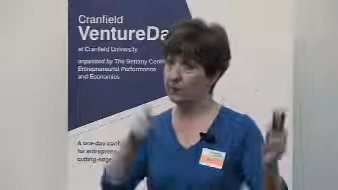 Cranfield
VentureDa
at Cranfield University
organised by The Bettany Cen
Entrepreneurial Performance
and Economics
A one-day conf
for entrepren
cutting-edge